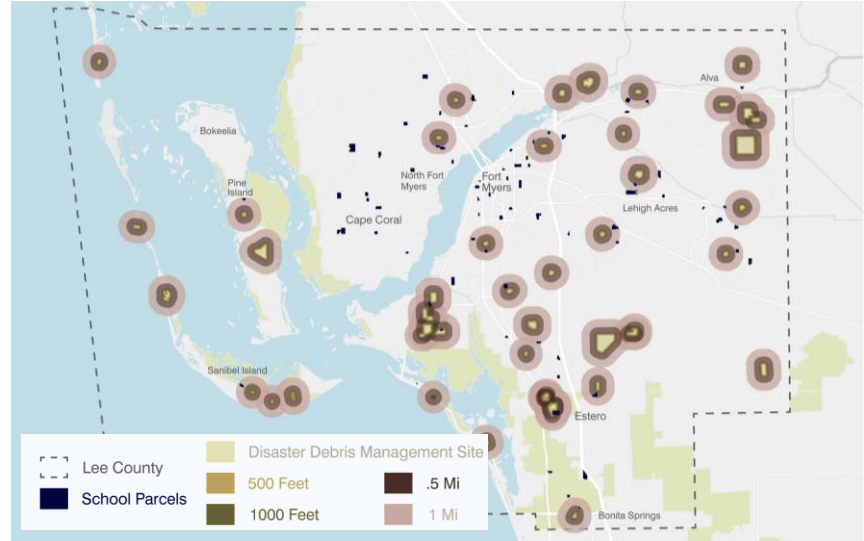 Alva
Bokeelia
Pine
Island
North Fort
Myers
Fort
Myers
Cape Coral
Lehigh Acres
Sanibel Island
Estero
Bonita Springs
Lee County
School Parcels
Disaster Debris Management Site
500 Feet
1000 Feet
.5 Mi
1 Mi